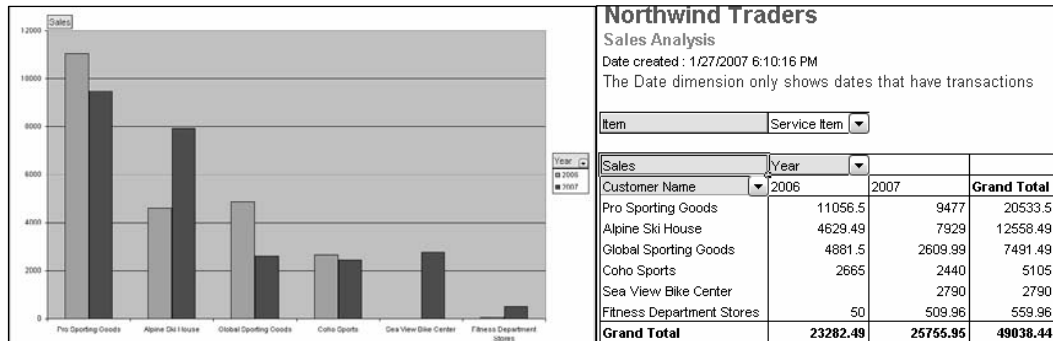 Sales
12000
10000
8000
6000
4000
2000
0
Pro Sporting Goods Alpine Ski House Global Sporting Goods Coho Sports Sea View Bike Center Fitness Department
Stores
Year
2006
2007
Northwind Traders
Sales Analysis
Date created : 1/27/2007 6:10:16 PM
The Date dimension only shows dates that have transactions
Item Service Item
Sales Year
Customer Name 2006 2007 Grand Total
Pro Sporting Goods 11056.5 9477 20533.5
Alpine Ski House 4629.49 7929 12558.49
Global Sporting Goods 4881.5 2609.99 7491.49
Coho Sports 2665 2440 5105
Sea View Bike Center 2790 2790
Fitness Department Stores 50 509.96 559.96
Grand Total 23282.49 25755.95 49038.44